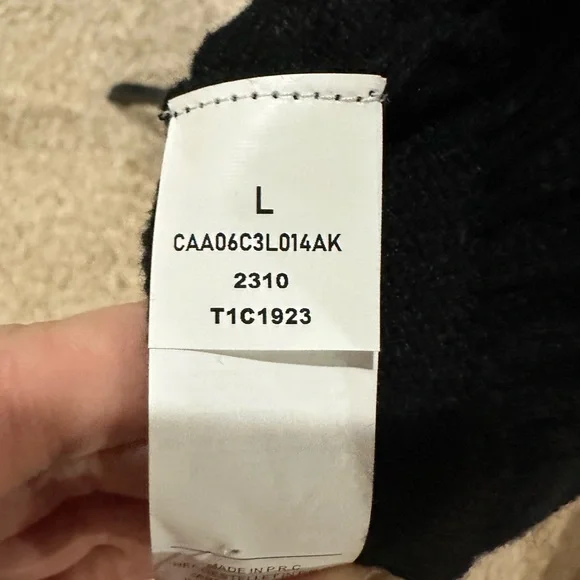 L
CAA06C3L014AK
2310
T1C1923
MADE IN P.R.C